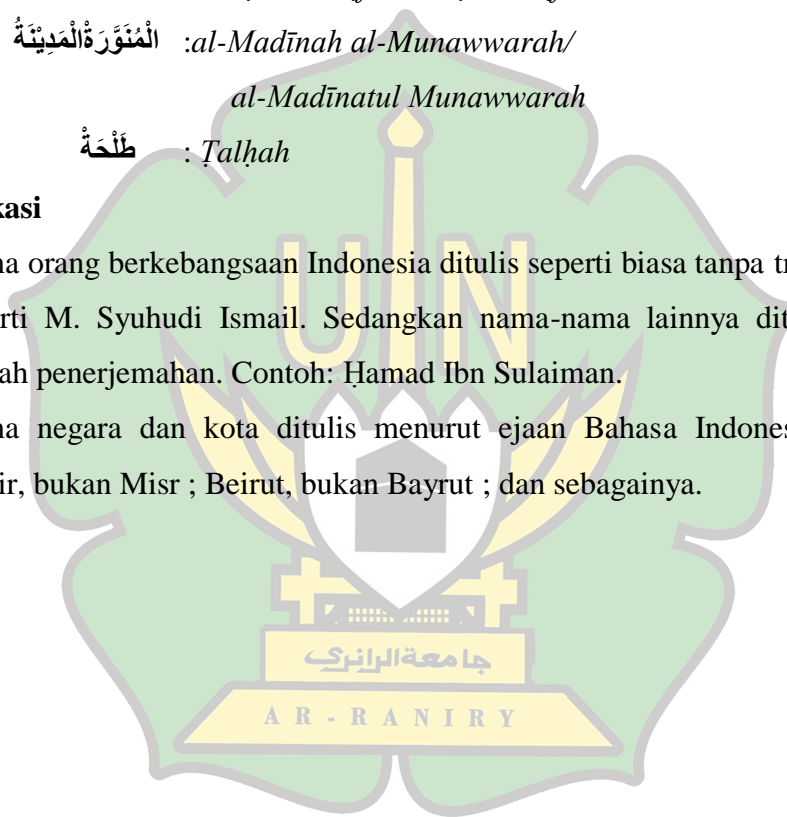 الْمَدِيْنَةُ الْمُنَوَّرَةْ :al-Madīnah al-Munawwarah/
al-Madīnatul Munawwarah
طَلْحَةْ : Ṭalḥah
kasi
na orang berkebangsaan Indonesia ditulis seperti biasa tanpa tr
rti M. Syuhudi Ismail. Sedangkan nama-nama lainnya dit
ah penerjemahan. Contoh: Ḥamad Ibn Sulaiman.
na negara dan kota ditulis menurut ejaan Bahasa Indones
ir, bukan Misr ; Beirut, bukan Bayrut ; dan sebagainya.
UIN
جامعة الرانري
AR-RANIRY